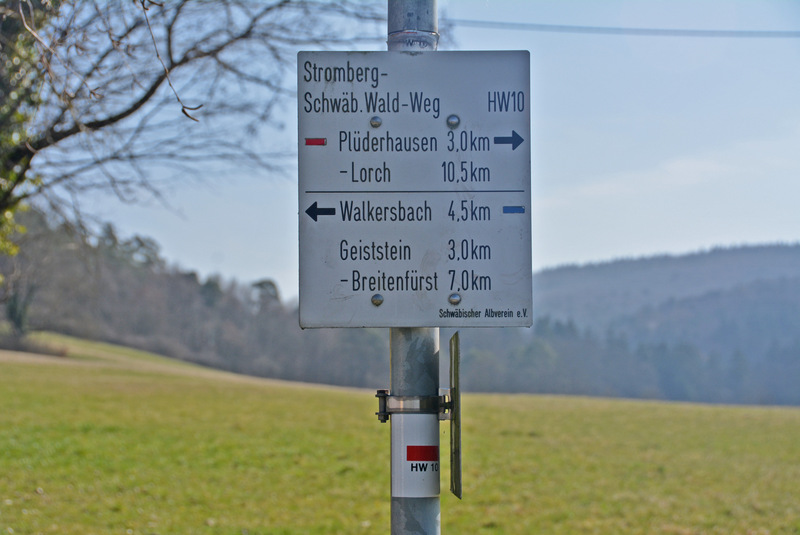 Stromberg-
Schwäb.Wald-Weg HW10
Plüderhausen 3,0km
-Lorch 10,5km
Walkersbach 4,5km
Geiststein 3,0km
-Breitenfürst 7,0km
Schwäbischer Albverein e.V.
HW 10